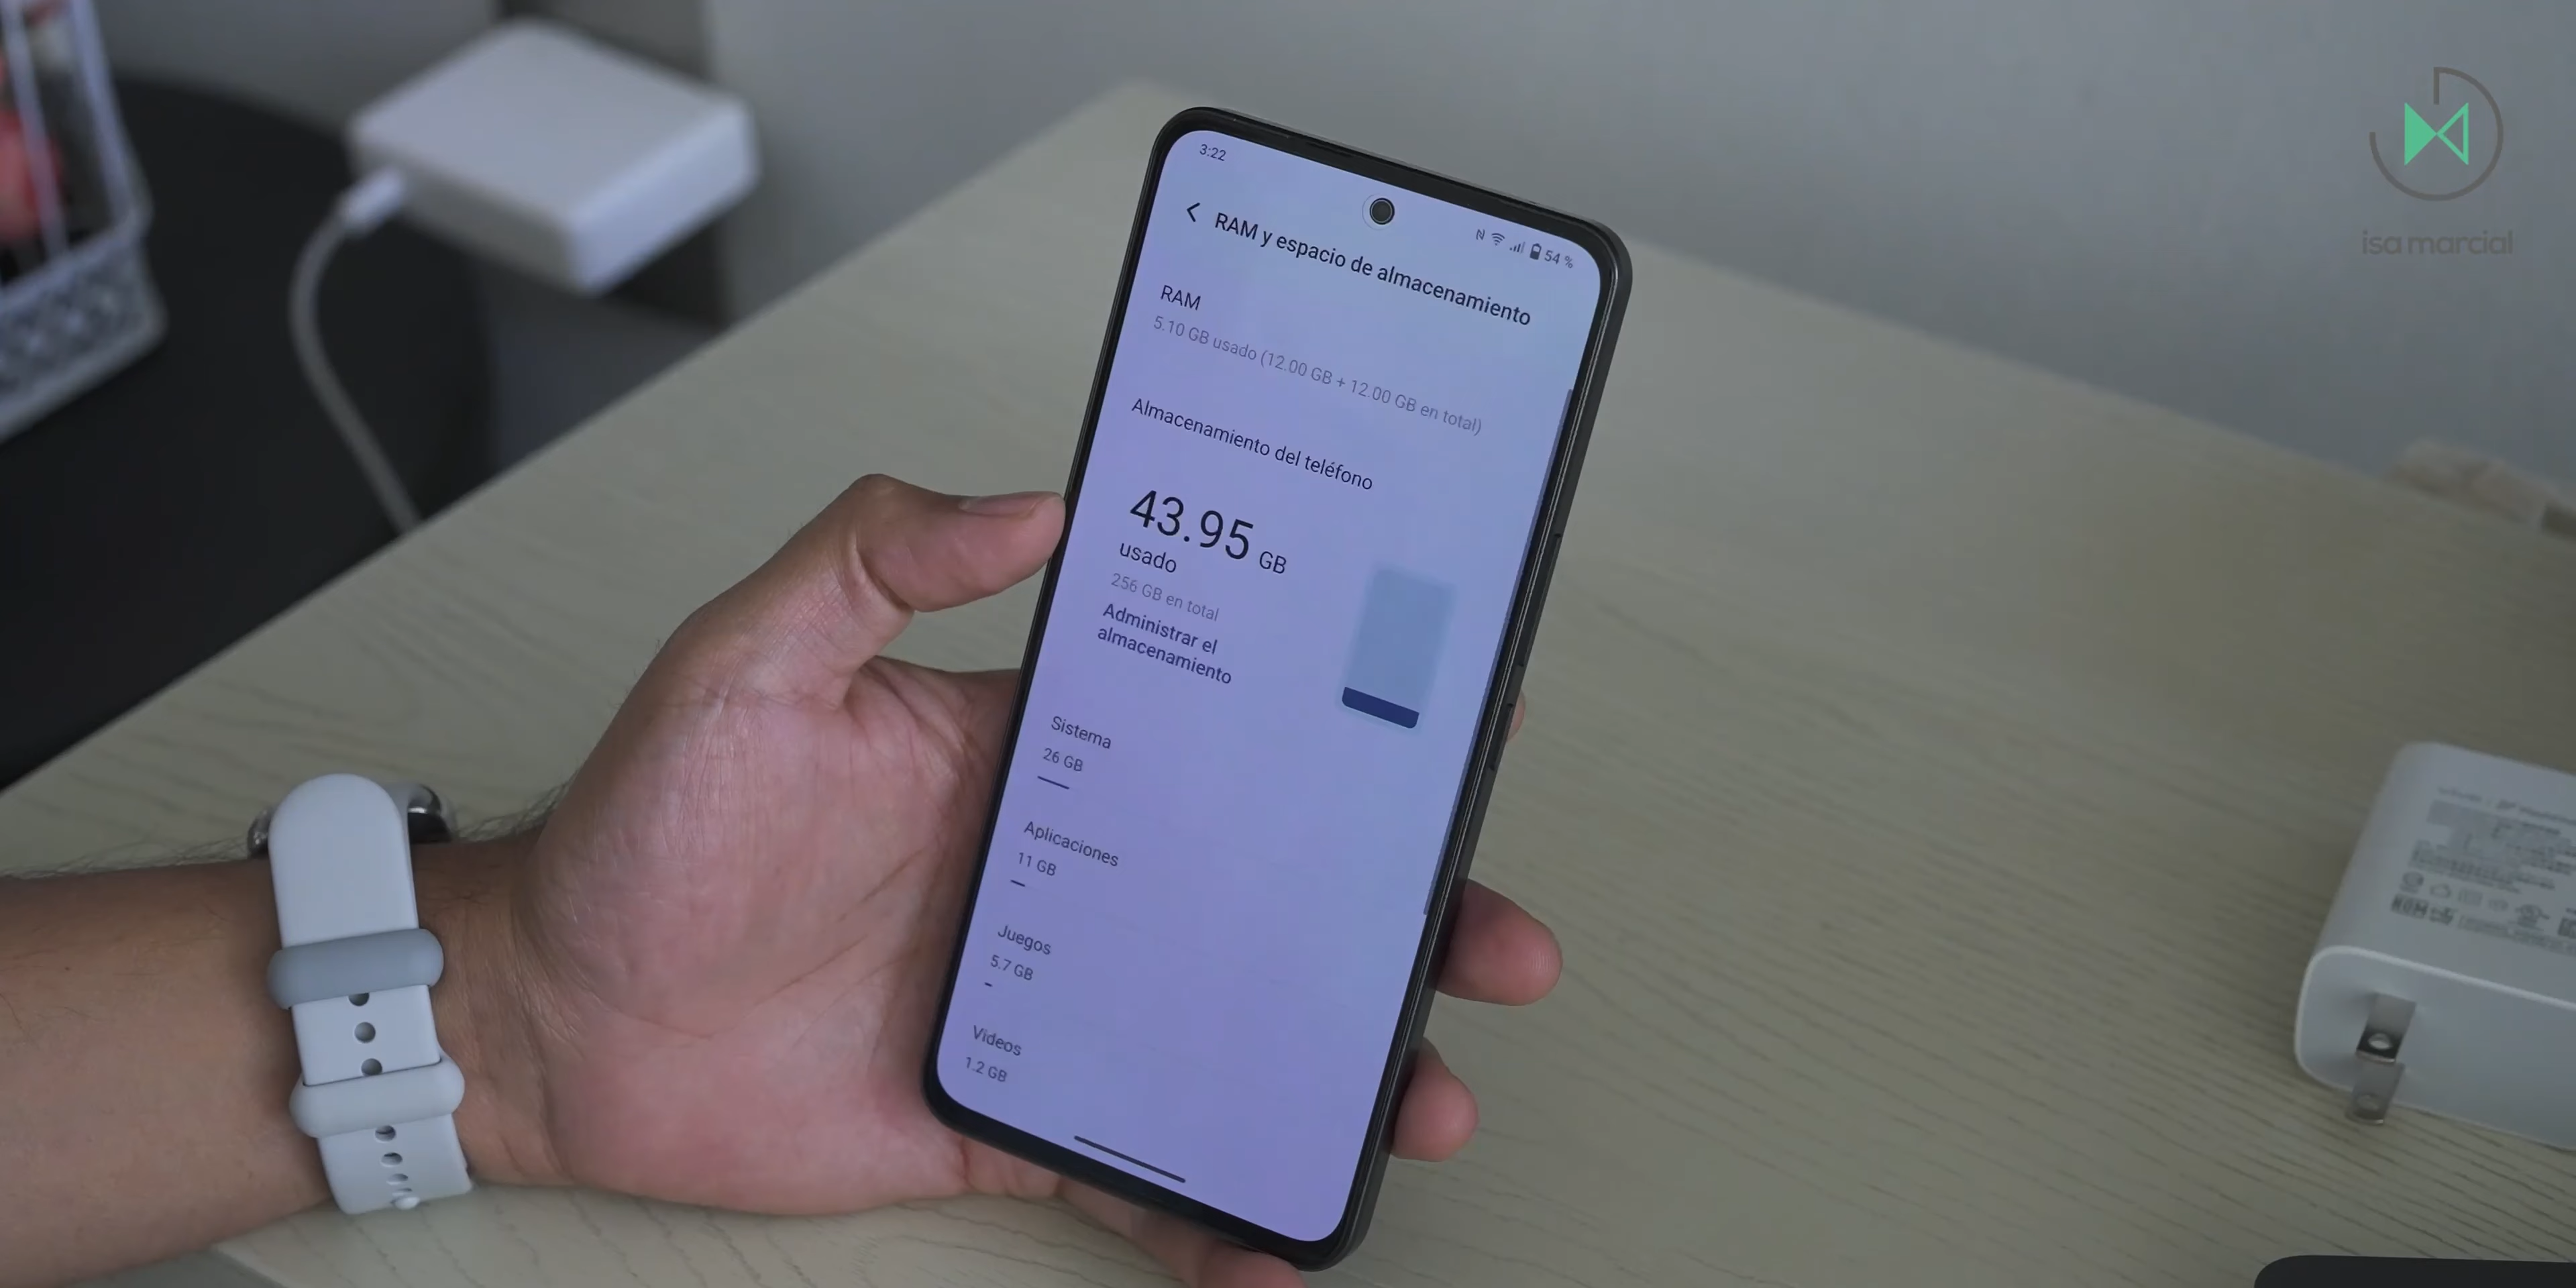 isa marcial
3:22
54 %
RAM y espacio de almacenamiento
RAM
5.10 GB usado (12.00 GB + 12.00 GB en total)
Almacenamiento del teléfono
43.95 GB
usado
256 GB en total
Administrar el
almacenamiento
Sistema
26 GB
Aplicaciones
11 GB
Juegos
5.7 GB
Videos
1.2 GB